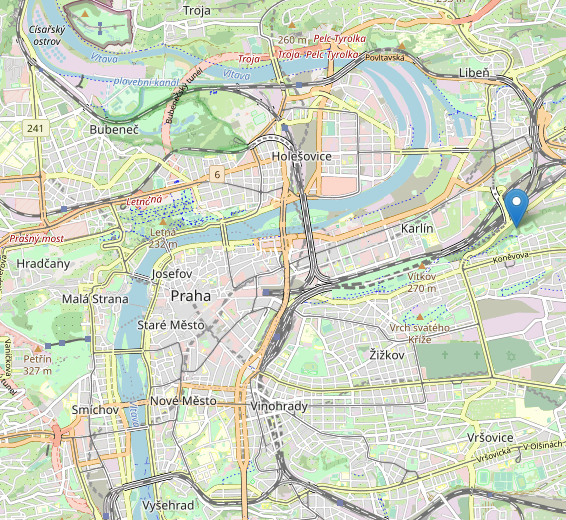 Troja
Císařský
ostrov
260 m
Pelc-Tyrolka
Troja
Troja. Pelc-Tyrolka
Povltavská
Vltava
Vltava
plavební kanál
Libeň
Bubenečský tunel
241
Bubeneč
Holešovice
6
Letná
Letná
232 m
Prašný most
Karlín
Hradčany
Josefov
Koněvova
Vítkov
270 m
Malá Strana
Praha
Staré Město
Vrch svatého
Kříže
Žižkov
Petřín
327 m
Smíchov
Nové Město
Vinohrady
Vltava
Vršovice
Vršovická
V Olšinách
Vyšehrad